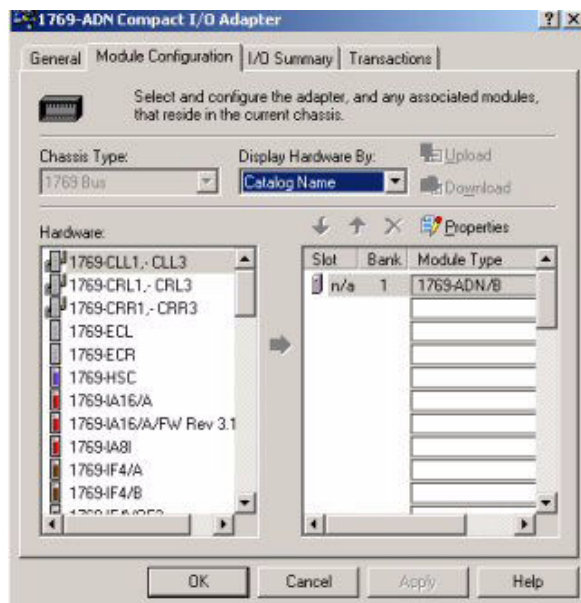 1769-ADN Compact I/O Adapter
General Module Configuration I/O Summary Transactions
Select and configure the adapter, and any associated modules,
that reside in the current chassis.
Chassis Type: Display Hardware By: Upload
1769 Bus Catalog Name Download
Hardware: Properties
Slot Bank Module Type
n/a 1 1769-ADN/B
1769-CLL1,- CLL3
1769-CRL1,- CRL3
1769-CRR1,- CRR3
1769-ECL
1769-ECR
1769-HSC
1769-IA16/A
1769-IA16/A/FW Rev 3.1
1769-IA8I
1769-IF4/A
1769-IF4/B
OK Cancel Apply Help